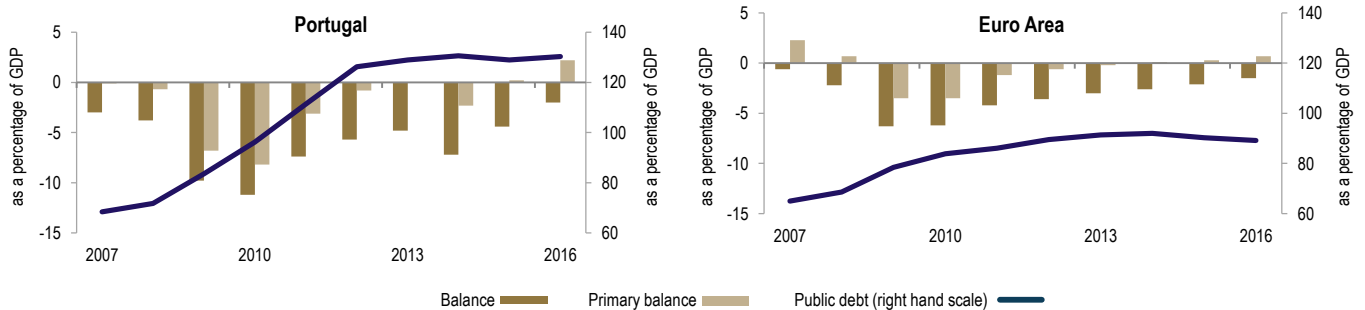 Portugal
as a percentage of GDP
5
0
-5
-10
-15
140
120
100
80
60
as a percentage of GDP
2007 2010 2013 2016
Euro Area
as a percentage of GDP
5
0
-5
-10
-15
140
120
100
80
60
as a percentage of GDP
2007 2010 2013 2016
Balance Primary balance Public debt (right hand scale)